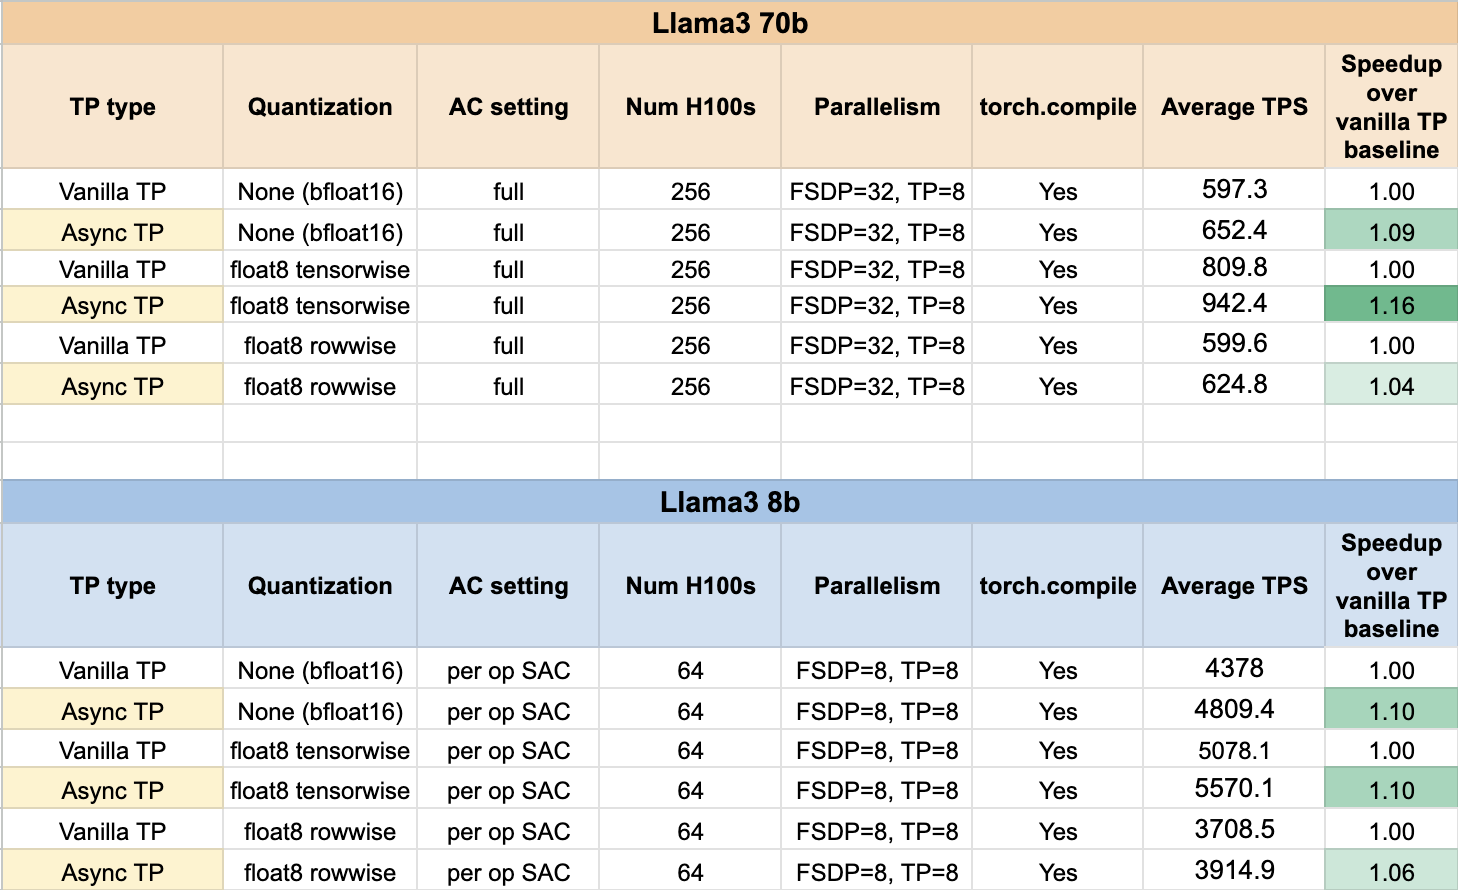 Llama3 70b
TP type Quantization AC setting Num H100s Parallelism torch.compile Average TPS Speedup over vanilla TP baseline
Vanilla TP None (bfloat16) full 256 FSDP=32, TP=8 Yes 597.3 1.00
Async TP None (bfloat16) full 256 FSDP=32, TP=8 Yes 652.4 1.09
Vanilla TP float8 tensorwise full 256 FSDP=32, TP=8 Yes 809.8 1.00
Async TP float8 tensorwise full 256 FSDP=32, TP=8 Yes 942.4 1.16
Vanilla TP float8 rowwise full 256 FSDP=32, TP=8 Yes 599.6 1.00
Async TP float8 rowwise full 256 FSDP=32, TP=8 Yes 624.8 1.04
Llama3 8b
TP type Quantization AC setting Num H100s Parallelism torch.compile Average TPS Speedup over vanilla TP baseline
Vanilla TP None (bfloat16) per op SAC 64 FSDP=8, TP=8 Yes 4378 1.00
Async TP None (bfloat16) per op SAC 64 FSDP=8, TP=8 Yes 4809.4 1.10
Vanilla TP float8 tensorwise per op SAC 64 FSDP=8, TP=8 Yes 5078.1 1.00
Async TP float8 tensorwise per op SAC 64 FSDP=8, TP=8 Yes 5570.1 1.10
Vanilla TP float8 rowwise per op SAC 64 FSDP=8, TP=8 Yes 3708.5 1.00
Async TP float8 rowwise per op SAC 64 FSDP=8, TP=8 Yes 3914.9 1.06